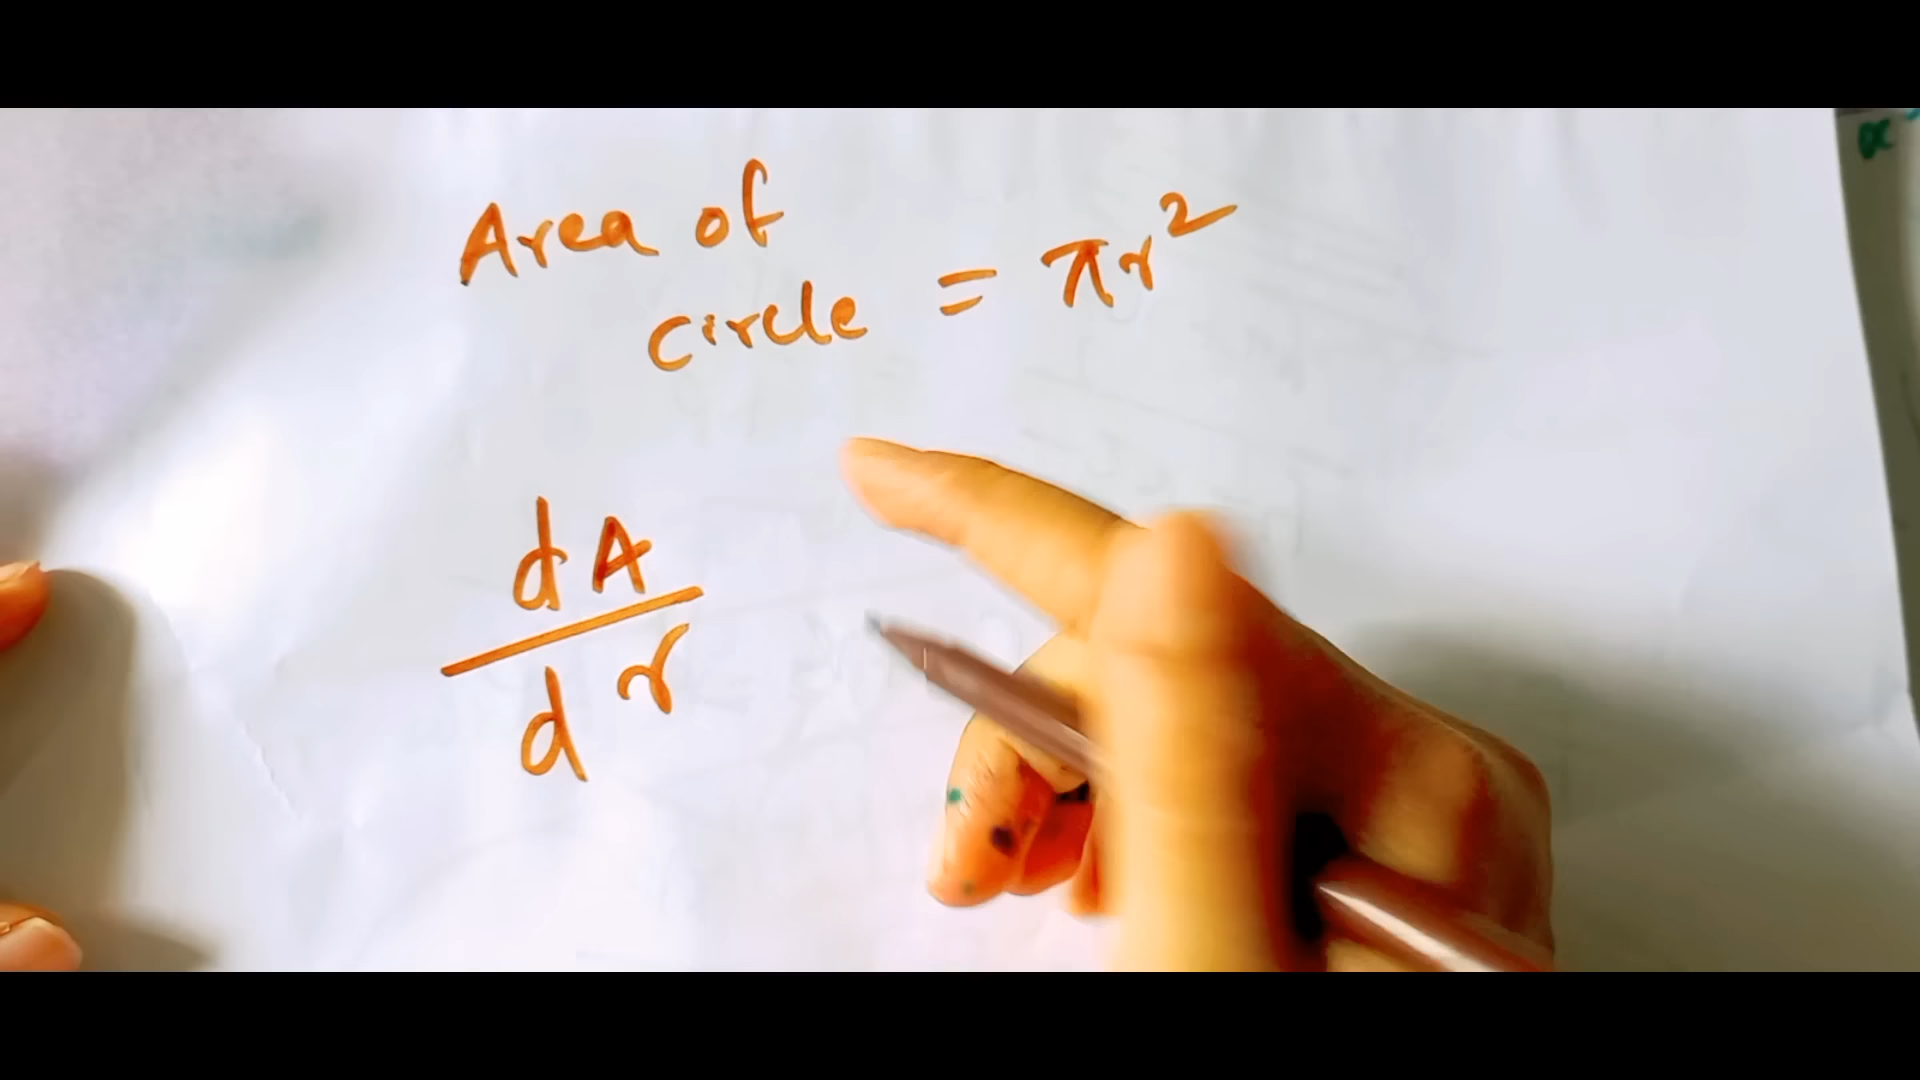 Area of
circle = πr²
dA
dr